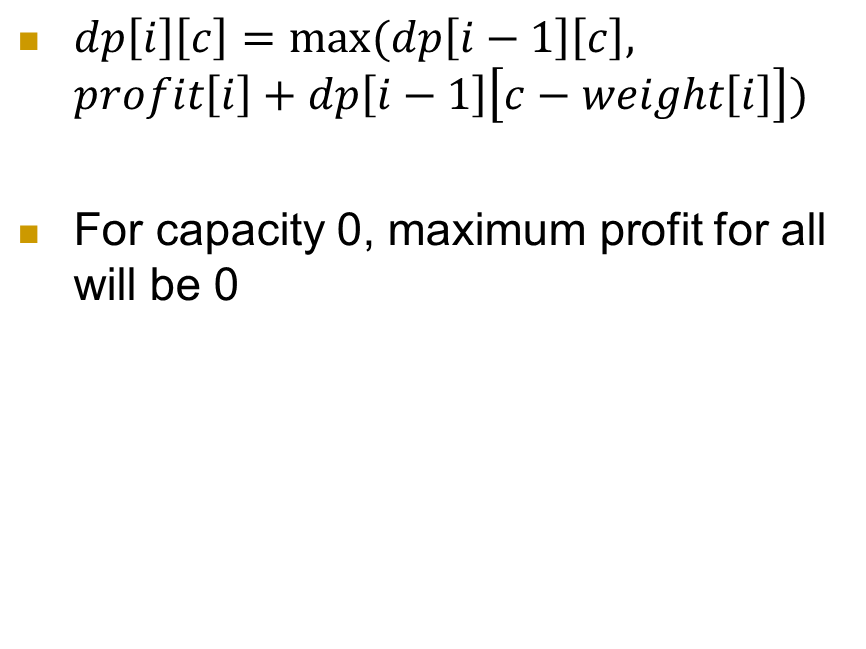 𝑑𝑝[𝑖][𝑐] = max(𝑑𝑝[𝑖 − 1][𝑐],
𝑝𝑟𝑜𝑓𝑖𝑡[𝑖] + 𝑑𝑝[𝑖 − 1][𝑐 − 𝑤𝑒𝑖𝑔ℎ𝑡[𝑖]])
For capacity 0, maximum profit for all
will be 0